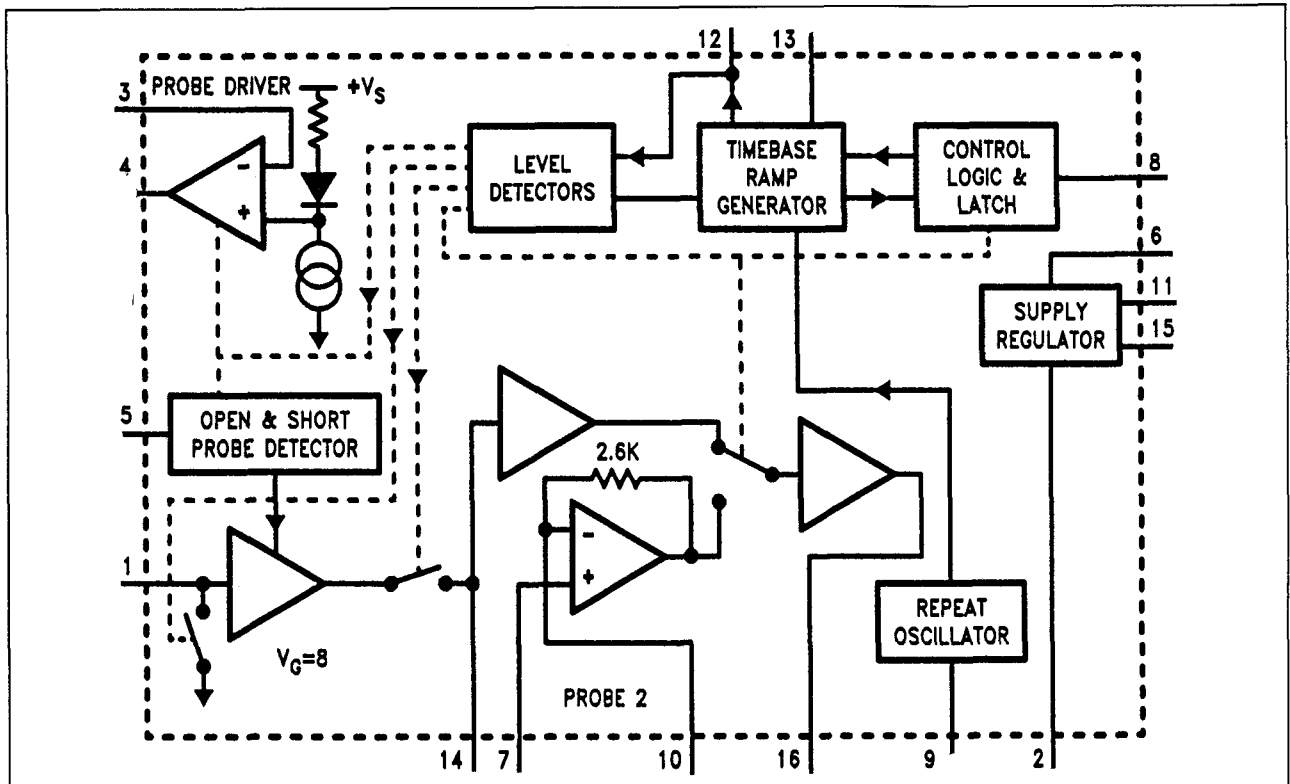 12 13
PROBE DRIVER
+VS
3
4
-
+
LEVEL
DETECTORS
TIMEBASE
RAMP
GENERATOR
CONTROL
LOGIC &
LATCH
8
6
11
15
SUPPLY
REGULATOR
5
OPEN & SHORT
PROBE DETECTOR
2.6K
-
+
1
VG=8
PROBE 2
REPEAT
OSCILLATOR
14 7 10 16 9 2